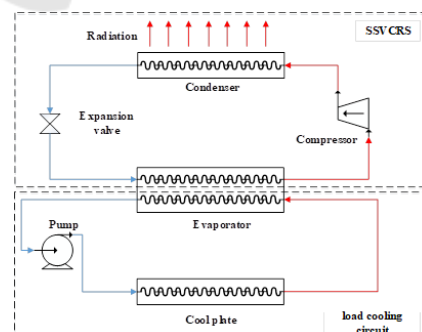 Radiation
SSVCRS
Condenser
Expansion
valve
Compressor
Evaporator
Pump
Cool plate
load cooling
circuit